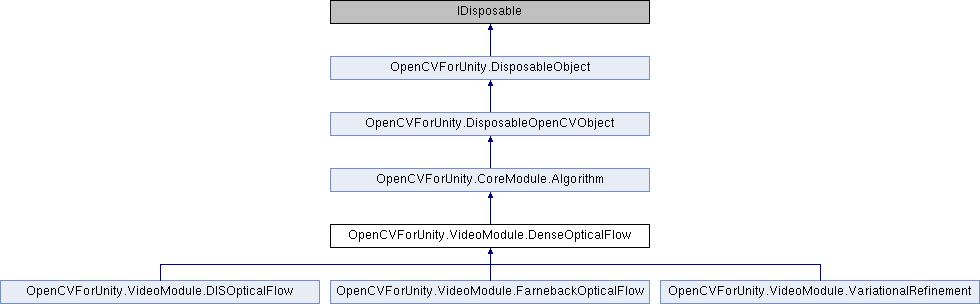 IDisposable
OpenCVForUnity.DisposableObject
OpenCVForUnity.DisposableOpenCVObject
OpenCVForUnity.CoreModule.Algorithm
OpenCVForUnity.VideoModule.DenseOpticalFlow
OpenCVForUnity.VideoModule.DISOpticalFlow
OpenCVForUnity.VideoModule.FarnebackOpticalFlow
OpenCVForUnity.VideoModule.VariationalRefinement